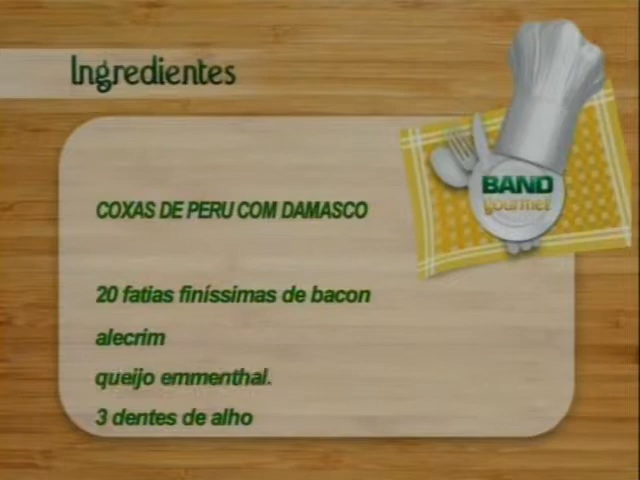 Ingredientes
BAND
gourmet
COXAS DE PERU COM DAMASCO
20 fatias finíssimas de bacon
alecrim
queijo emmenthal.
3 dentes de alho